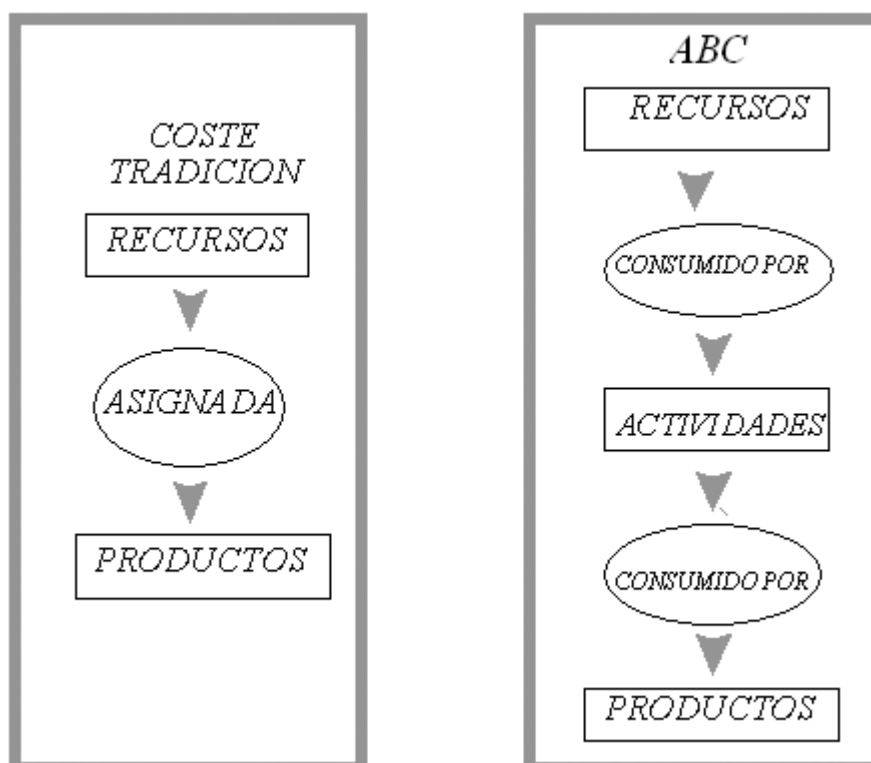 COSTE
TRADICION
RECURSOS
ASIGNADA
PRODUCTOS
ABC
RECURSOS
CONSUMIDO POR
ACTIVIDADES
CONSUMIDO POR
PRODUCTOS